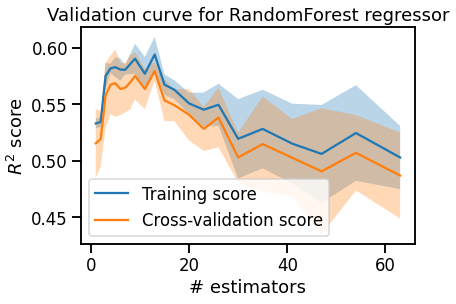 Validation curve for RandomForest regressor
0.60
0.55
0.50
0.45
R² score
Training score
Cross-validation score
0 20 40 60
# estimators